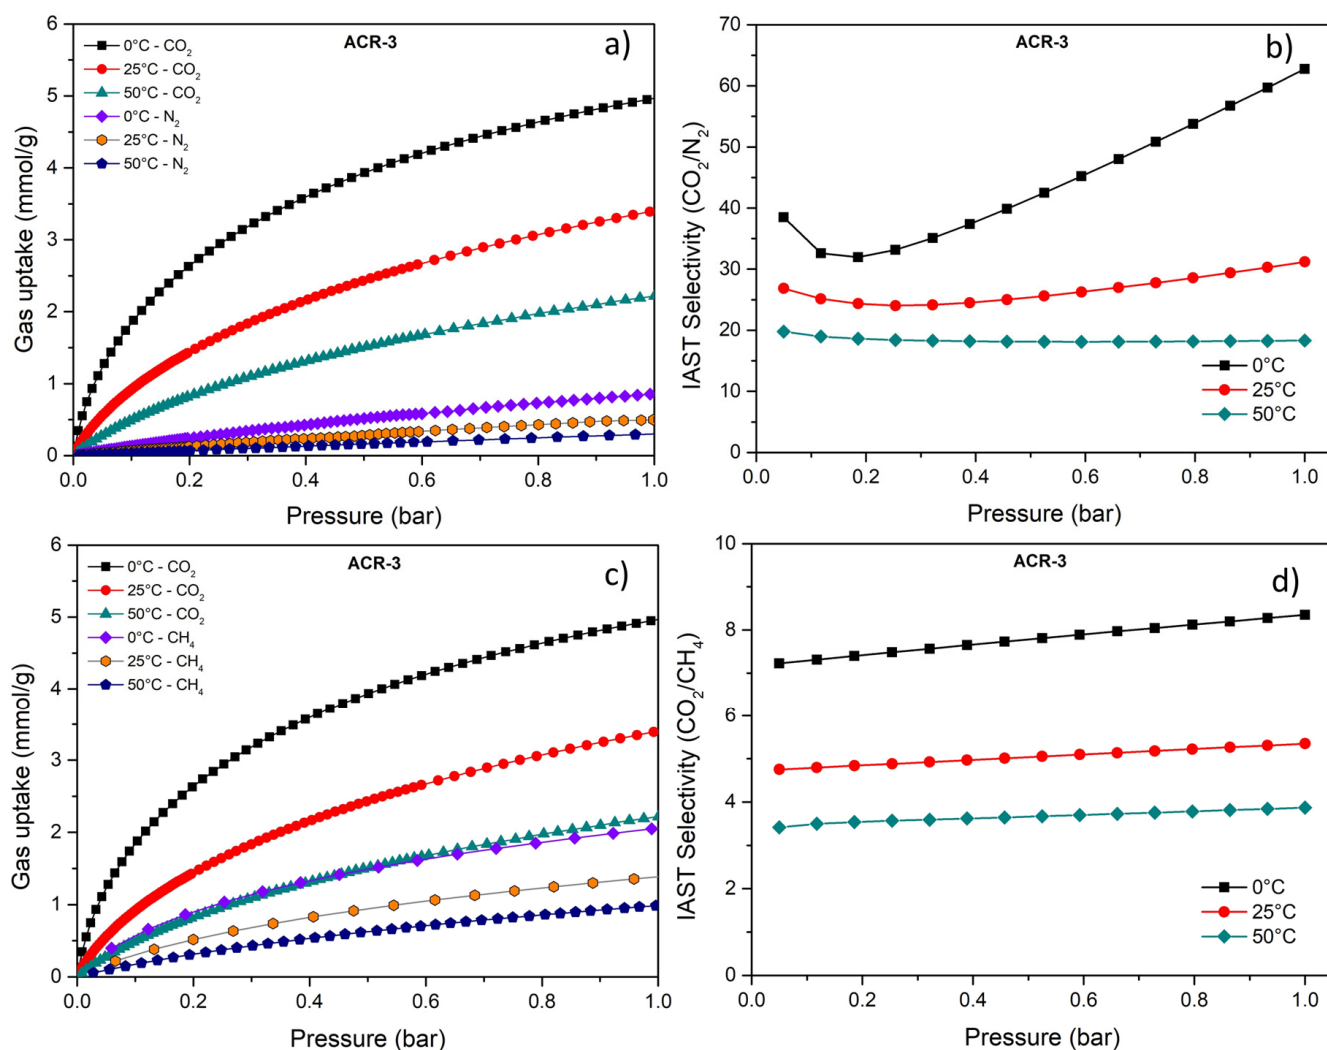 ACR-3
a)
0°C - CO₂
25°C - CO₂
50°C - CO₂
0°C - N₂
25°C - N₂
50°C - N₂
Gas uptake (mmol/g)
6
5
4
3
2
1
0
0.0 0.2 0.4 0.6 0.8 1.0
Pressure (bar)
ACR-3
b)
IAST Selectivity (CO₂/N₂)
70
60
50
40
30
20
10
0
0°C
25°C
50°C
0.0 0.2 0.4 0.6 0.8 1.0
Pressure (bar)
ACR-3
c)
0°C - CO₂
25°C - CO₂
50°C - CO₂
0°C - CH₄
25°C - CH₄
50°C - CH₄
Gas uptake (mmol/g)
6
5
4
3
2
1
0
0.0 0.2 0.4 0.6 0.8 1.0
Pressure (bar)
ACR-3
d)
IAST Selectivity (CO₂/CH₄)
10
8
6
4
2
0
0°C
25°C
50°C
0.0 0.2 0.4 0.6 0.8 1.0
Pressure (bar)